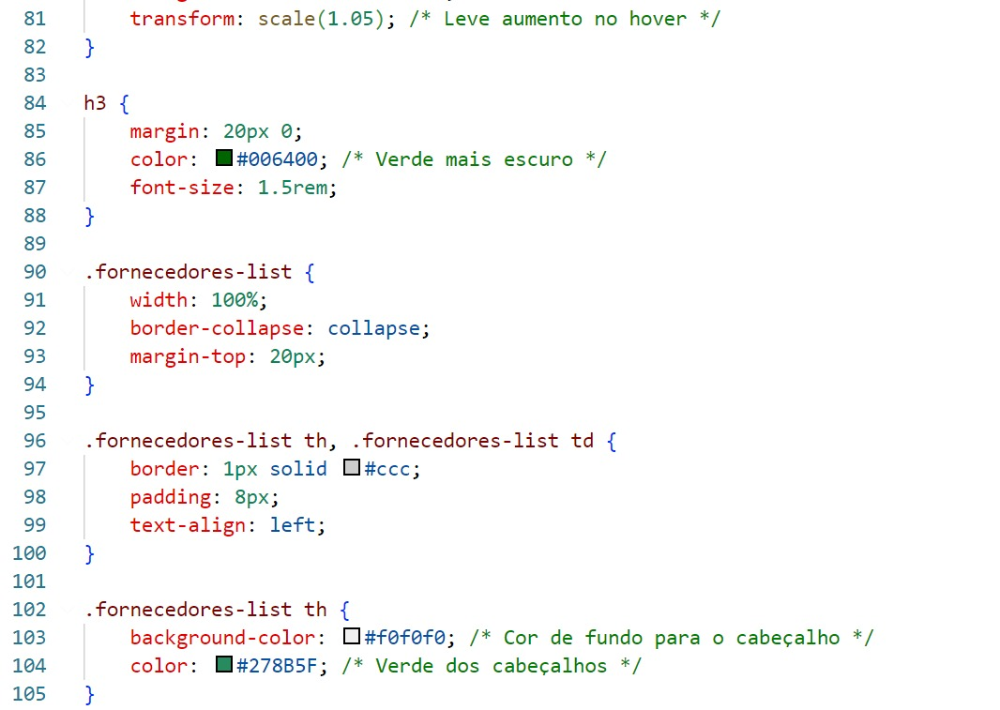 81 transform: scale(1.05); /* Leve aumento no hover */
82 }
83
84 h3 {
85 margin: 20px 0;
86 color: #006400; /* Verde mais escuro */
87 font-size: 1.5rem;
88 }
89
90 .fornecedores-list {
91 width: 100%;
92 border-collapse: collapse;
93 margin-top: 20px;
94 }
95
96 .fornecedores-list th, .fornecedores-list td {
97 border: 1px solid #ccc;
98 padding: 8px;
99 text-align: left;
100 }
101
102 .fornecedores-list th {
103 background-color: #f0f0f0; /* Cor de fundo para o cabeçalho */
104 color: #278B5F; /* Verde dos cabeçalhos */
105 }